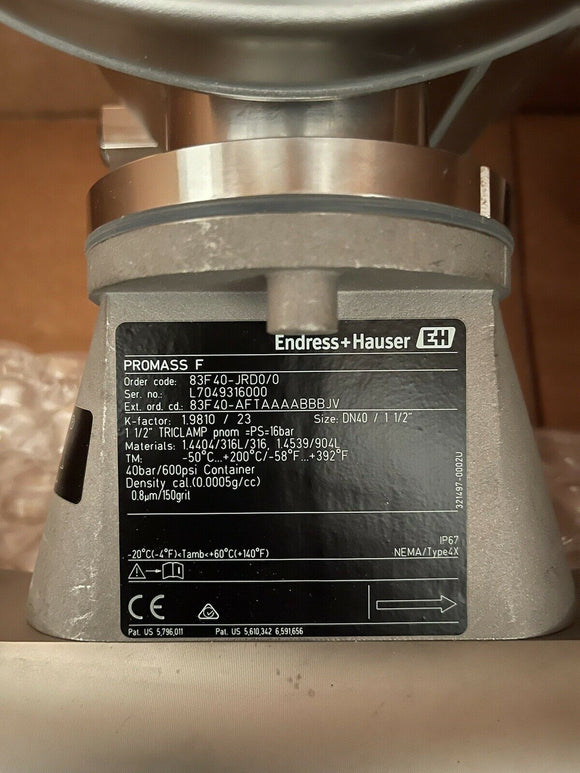 Endress+Hauser EH
PROMASS F
Order code: 83F40-JRD0/0
Ser. no.: L7049316000
Ext. ord. cd.: 83F40-AFTAAAABBBJV
K-factor: 1.9810 / 23 Size: DN40 / 1 1/2"
1 1/2" TRICLAMP pnom =PS=16bar
Materials: 1.4404/316L/316, 1.4539/904L
TM: -50°C...+200°C/-58°F...+392°F
40bar/600psi Container
Density cal.(0.0005g/cc)
0.8µm/150gril
321497-0002U
IP67
-20°C(-4°F)<Tamb<+60°C(+140°F) NEMA/Type4X
CE
Pat. US 5,796,011 Pat. US 5,610,342 6,591,656